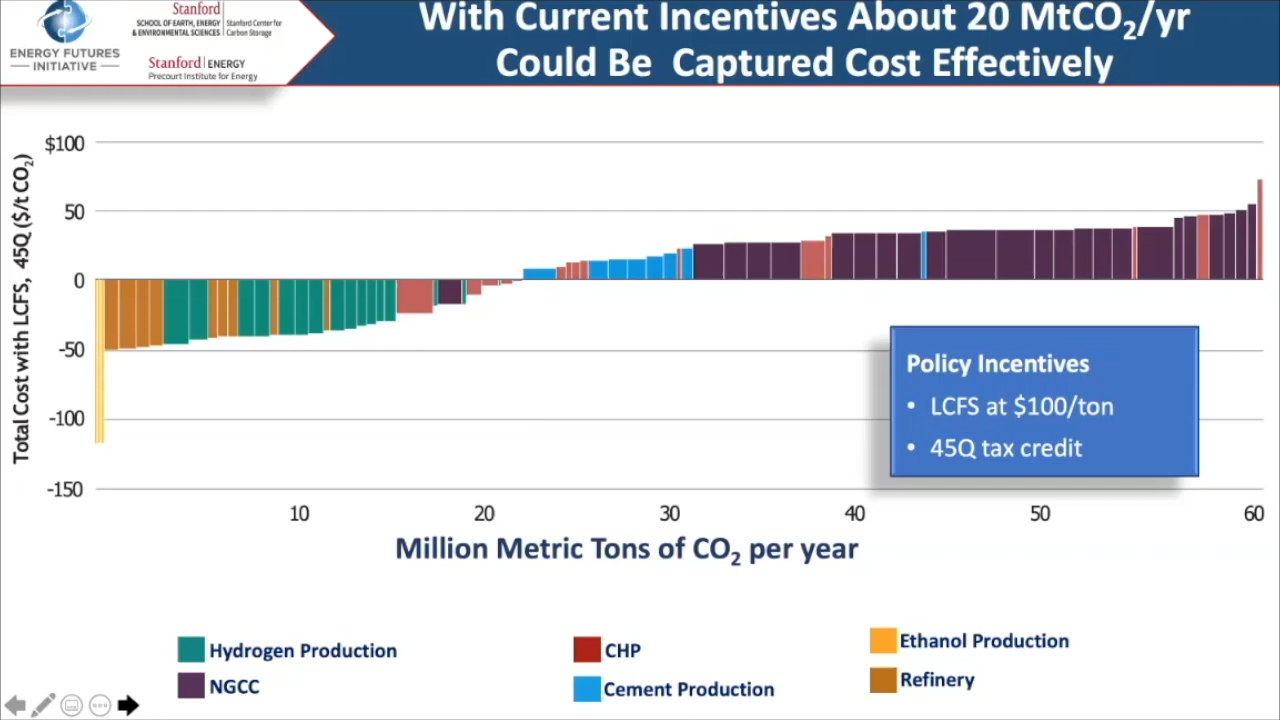 ENERGY FUTURES
INITIATIVE
Stanford
SCHOOL OF EARTH, ENERGY
& ENVIRONMENTAL SCIENCES
Stanford Center for
Carbon Storage
Stanford ENERGY
Precourt Institute for Energy
With Current Incentives About 20 MtCO₂/yr
Could Be Captured Cost Effectively
Total Cost with LCFS, 45Q ($/t CO₂)
$100
50
0
-50
-100
-150
Policy Incentives
• LCFS at $100/ton
• 45Q tax credit
10 20 30 40 50 60
Million Metric Tons of CO₂ per year
Hydrogen Production
CHP
Ethanol Production
NGCC
Cement Production
Refinery